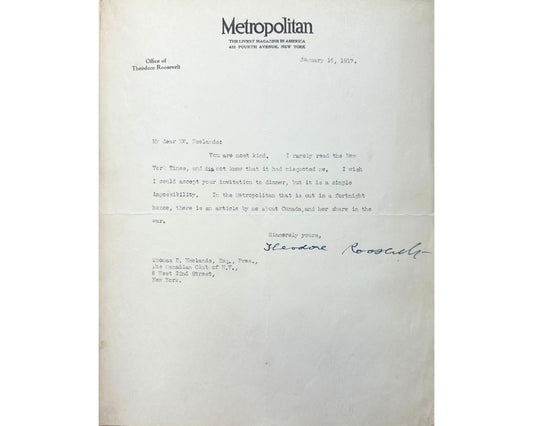 Metropolitan
THE LIVEST MAGAZINE IN AMERICA
432 FOURTH AVENUE, NEW YORK
Office of
Theodore Roosevelt
January 15, 1917.
My dear Mr. Neelands:
You are most kind. I rarely read the New
York Times, and did not know that it had misquoted me. I wish
I could accept your invitation to dinner, but it is a simple
impossibility. In the Metropolitan that is out in a fortnight
hence, there is an article by me about Canada, and her share in the
war.
Sincerely yours,
Theodore Roosevelt
Thomas D. Neelands, Esq., Pres.,
The Canadian Club of N.Y.,
6 West 32nd Street,
New York.